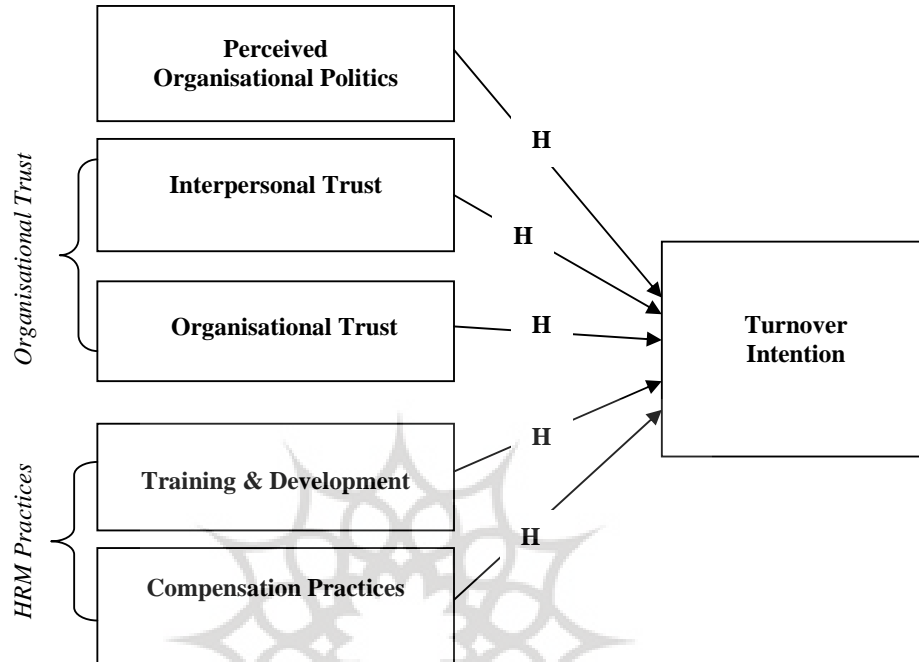 Perceived
Organisational Politics
H
Organisational Trust
Interpersonal Trust
H
Organisational Trust
H
Turnover
Intention
HRM Practices
Training & Development
H
Compensation Practices
H